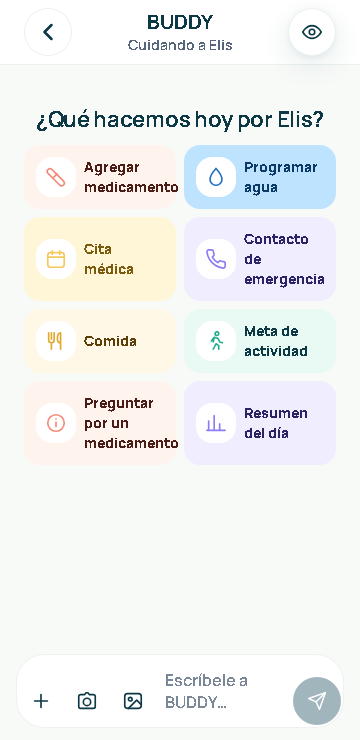 BUDDY
Cuidando a Elis
¿Qué hacemos hoy por Elis?
Agregar
medicamento
Programar
agua
Cita
médica
Contacto
de
emergencia
Comida
Meta de
actividad
Preguntar
por un
medicamento
Resumen
del día
Escríbele a
BUDDY...